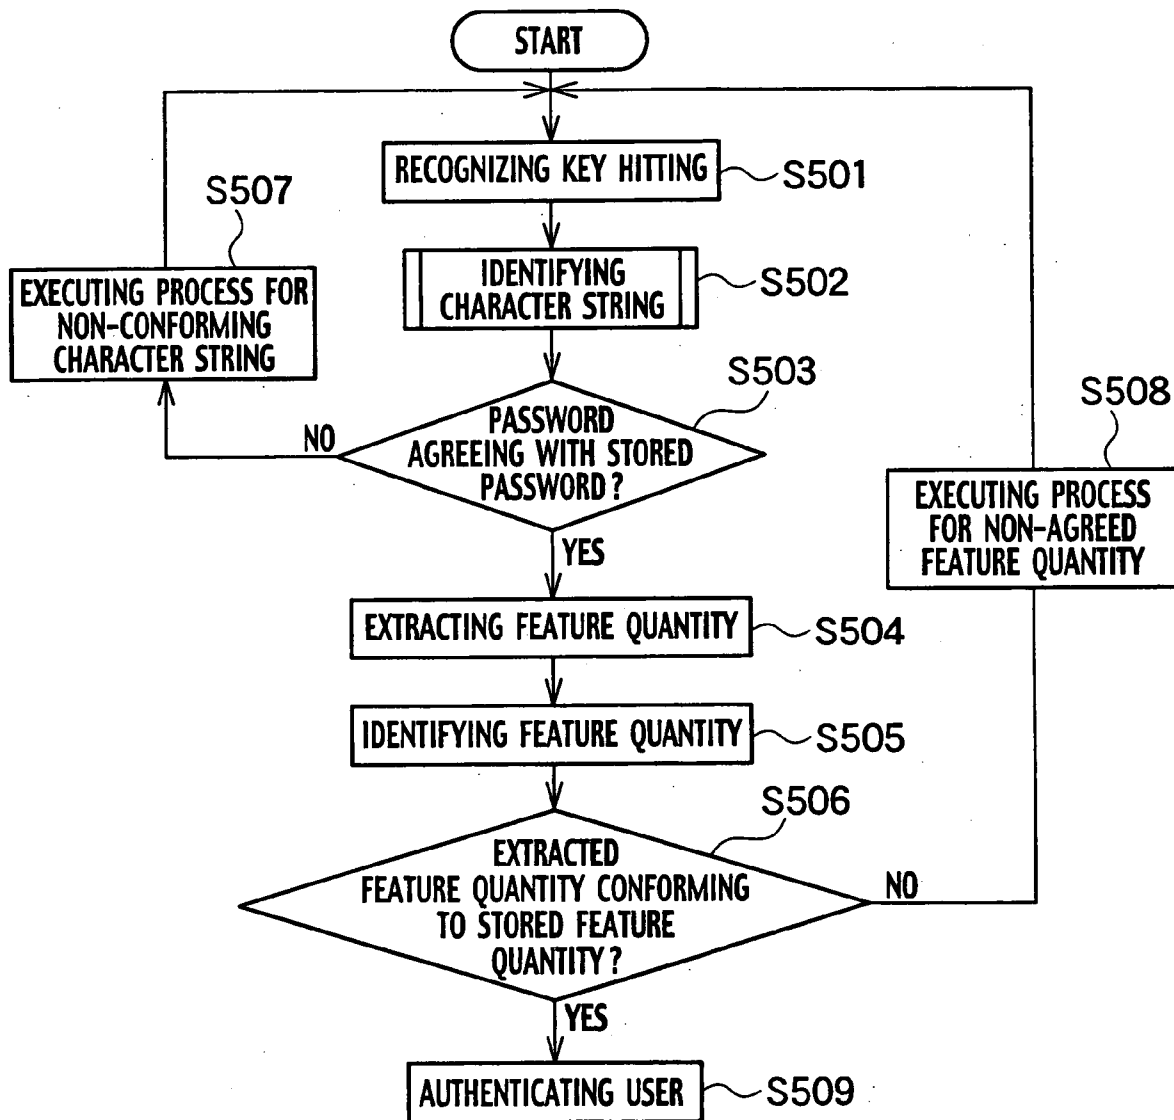 START
RECOGNIZING KEY HITTING
S501
S507
IDENTIFYING
CHARACTER STRING
S502
EXECUTING PROCESS FOR
NON-CONFORMING
CHARACTER STRING
S503
PASSWORD
AGREEING WITH STORED
PASSWORD?
NO
YES
S508
EXECUTING PROCESS
FOR NON-AGREED
FEATURE QUANTITY
EXTRACTING FEATURE QUANTITY
S504
IDENTIFYING FEATURE QUANTITY
S505
S506
EXTRACTED
FEATURE QUANTITY CONFORMING
TO STORED FEATURE
QUANTITY?
NO
YES
AUTHENTICATING USER
S509